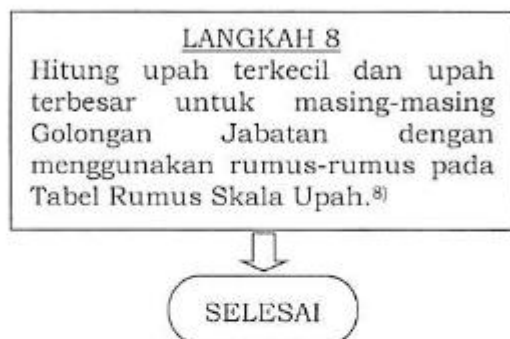 LANGKAH 8
Hitung upah terkecil dan upah
terbesar untuk masing-masing
Golongan Jabatan dengan
menggunakan rumus-rumus pada
Tabel Rumus Skala Upah.⁸⁾
SELESAI